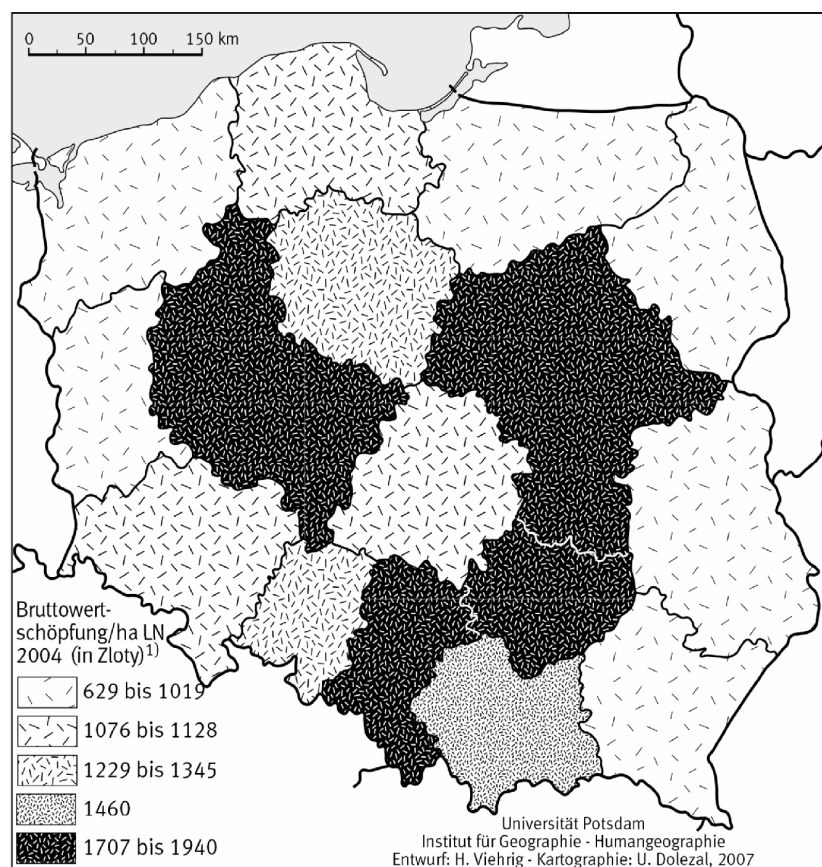 0 50 100 150 km
Bruttowert-
schöpfung/ha LN
2004 (in Zloty)1)
629 bis 1019
1076 bis 1128
1229 bis 1345
1460
1707 bis 1940
Universität Potsdam
Institut für Geographie - Humangeographie
Entwurf: H. Viehrig - Kartographie: U. Dolezal, 2007